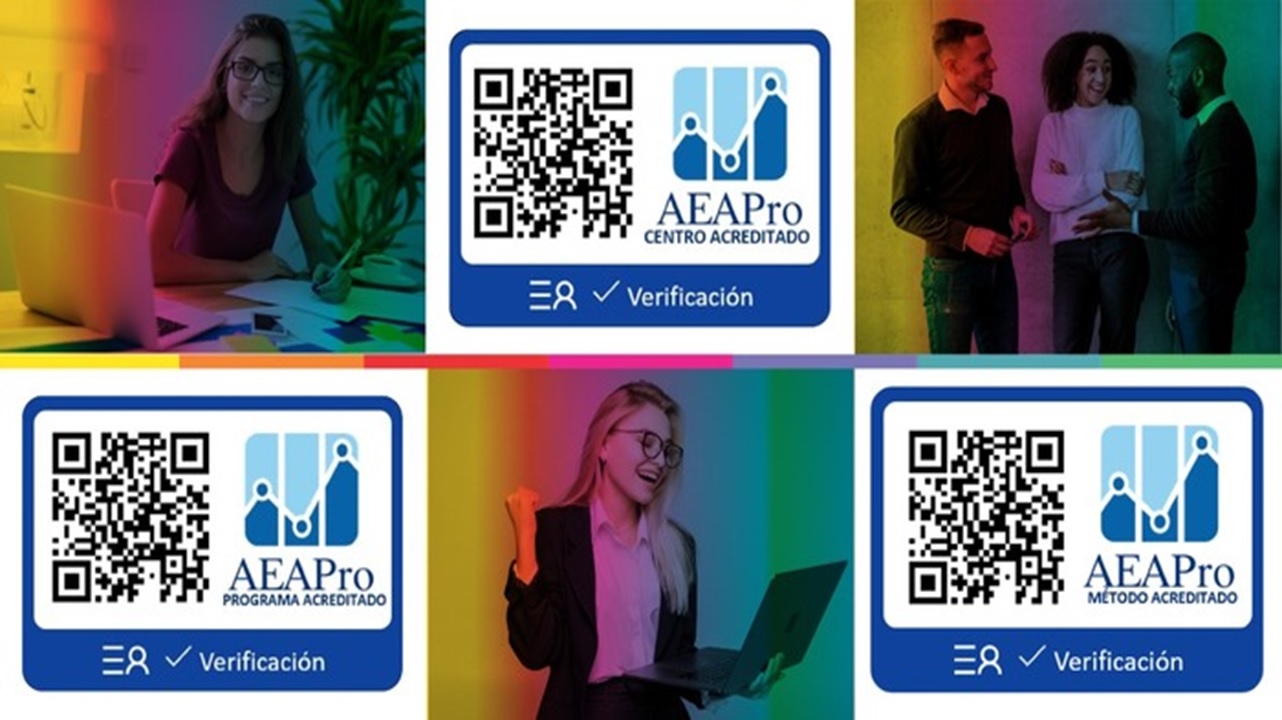 AEAPro
CENTRO ACREDITADO
Verificación
AEAPro
PROGRAMA ACREDITADO
Verificación
AEAPro
MÉTODO ACREDITADO
Verificación